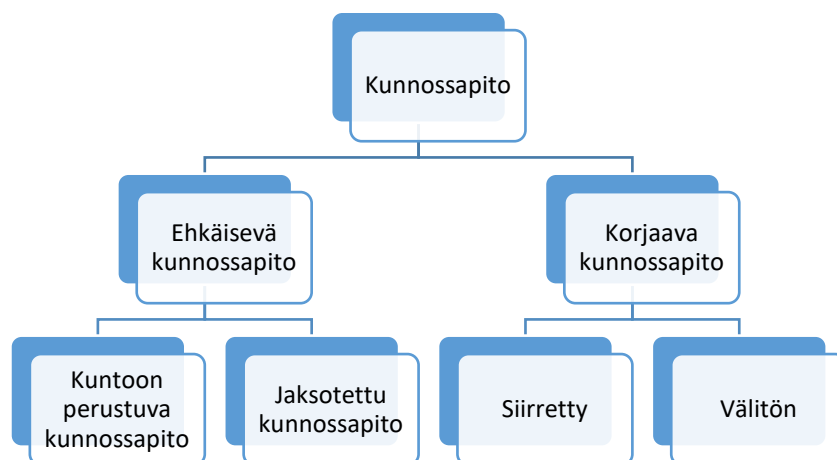 Kunnossapito
Ehkäisevä
kunnossapito
Korjaava
kunnossapito
Kuntoon
perustuva
kunnossapito
Jaksotettu
kunnossapito
Siirretty
Välitön